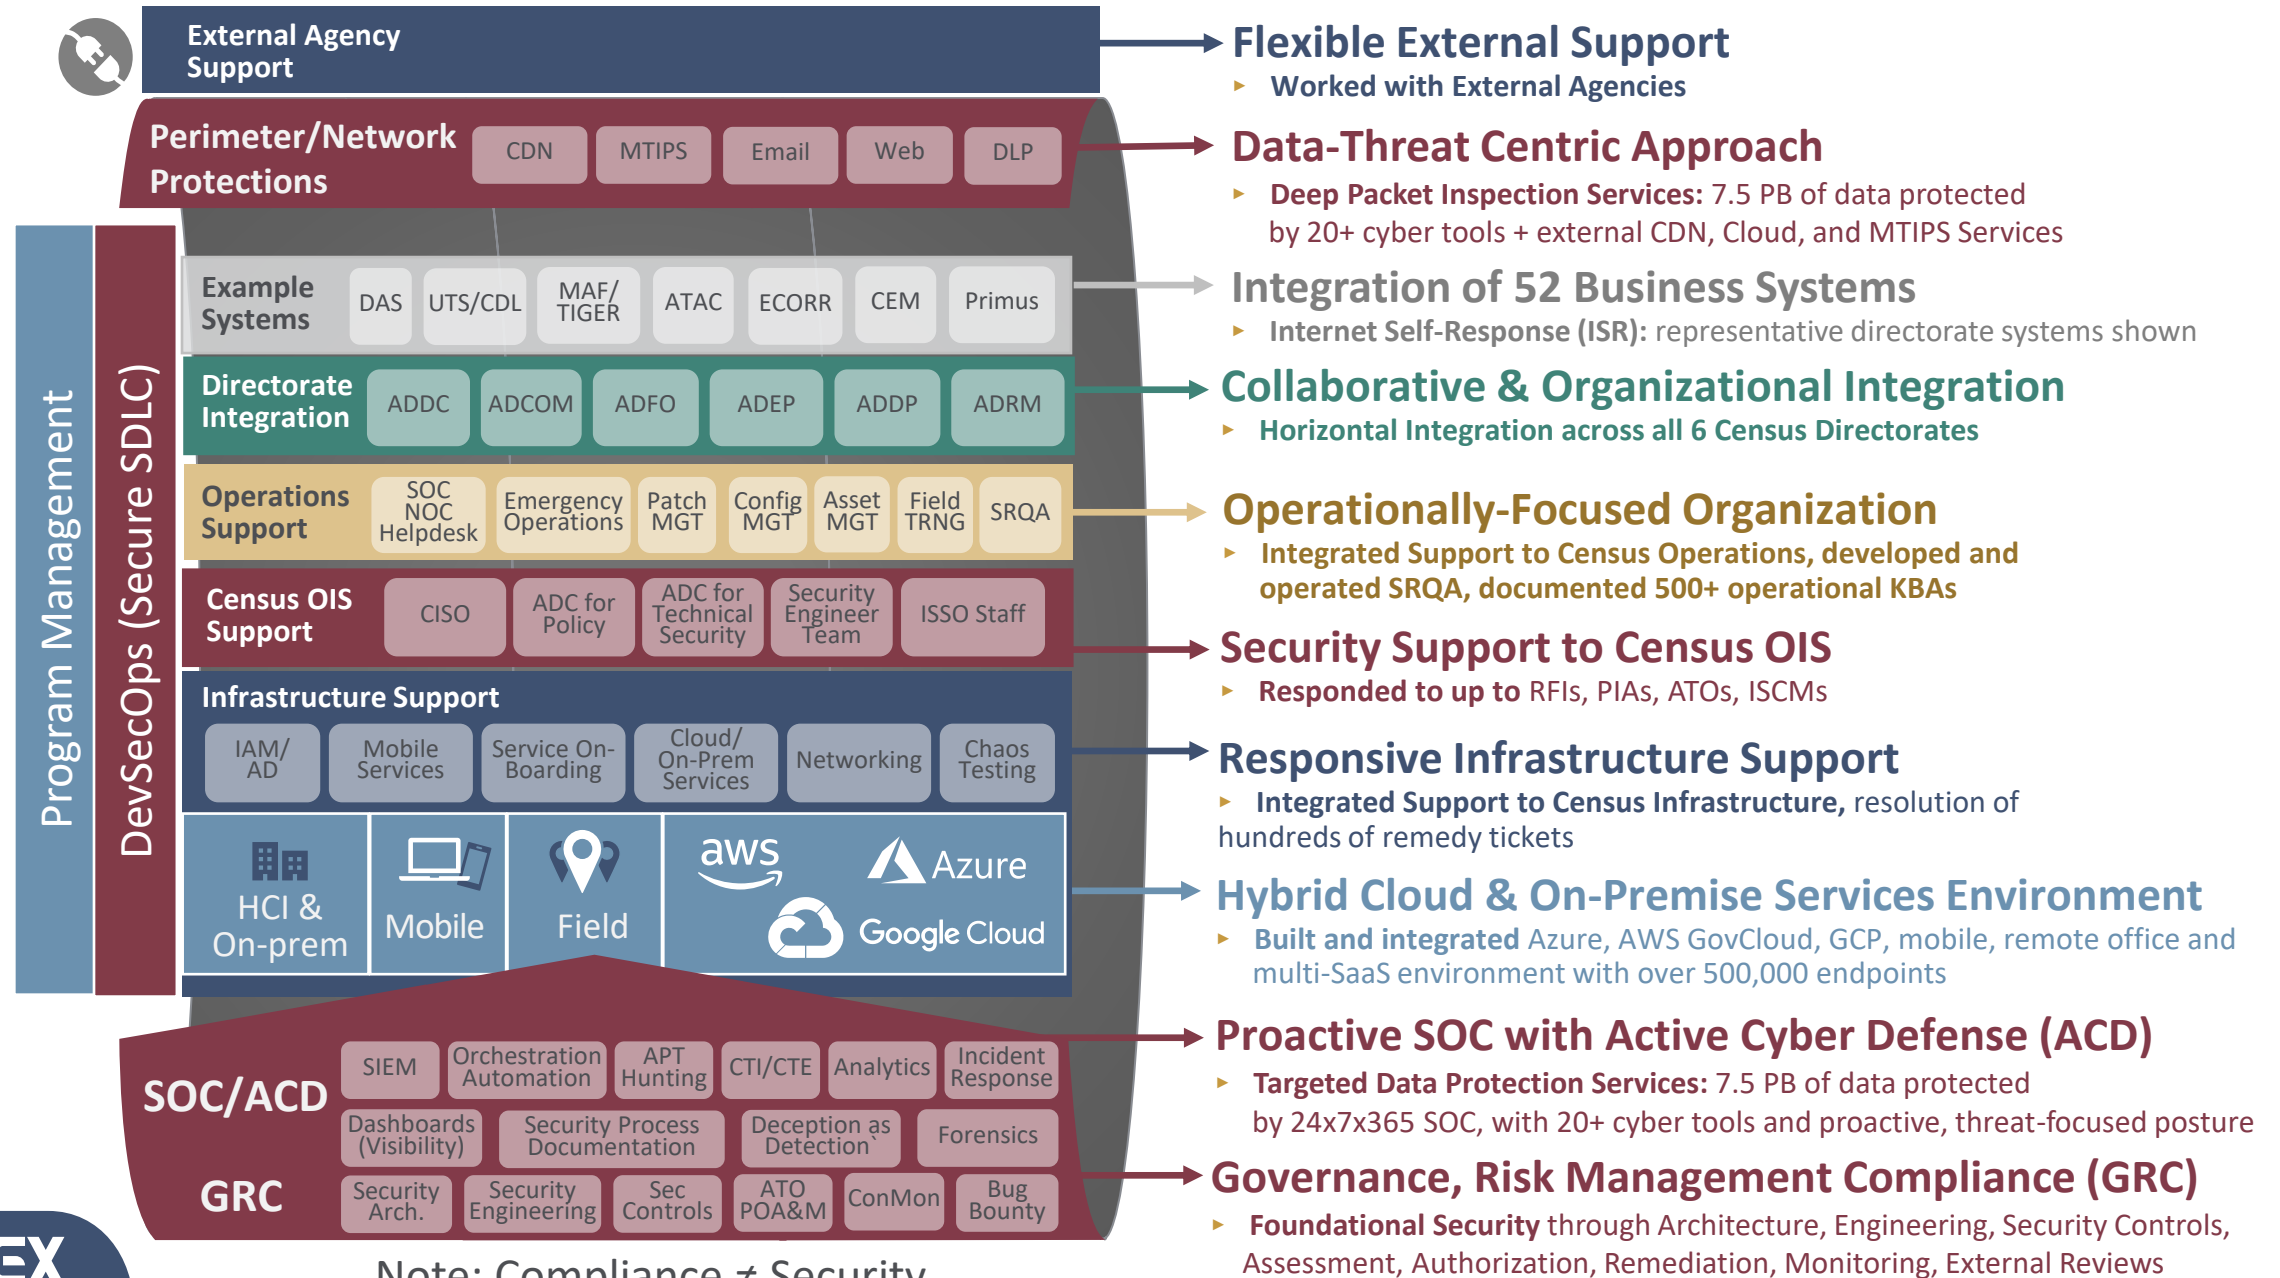 External Agency
Support
Flexible External Support
Worked with External Agencies
Perimeter/Network
Protections
CDN
MTIPS
Email
Web
DLP
Data-Threat Centric Approach
Deep Packet Inspection Services: 7.5 PB of data protected
by 20+ cyber tools + external CDN, Cloud, and MTIPS Services
Program Management
DevSecOps (Secure SDLC)
Example
Systems
DAS
UTS/CDL
MAF/
TIGER
ATAC
ECORR
CEM
Primus
Integration of 52 Business Systems
Internet Self-Response (ISR): representative directorate systems shown
Directorate
Integration
ADDC
ADCOM
ADFO
ADEP
ADDP
ADRM
Collaborative & Organizational Integration
Horizontal Integration across all 6 Census Directorates
Operations
Support
SOC
NOC
Helpdesk
Emergency
Operations
Patch
MGT
Config
MGT
Asset
MGT
Field
TRNG
SRQA
Operationally-Focused Organization
Integrated Support to Census Operations, developed and
operated SRQA, documented 500+ operational KBAs
Census OIS
Support
CISO
ADC for
Policy
ADC for
Technical
Security
Security
Engineer
Team
ISSO Staff
Security Support to Census OIS
Responded to up to RFIs, PIAs, ATOs, ISCMs
Infrastructure Support
IAM/
AD
Mobile
Services
Service On-
Boarding
Cloud/
On-Prem
Services
Networking
Chaos
Testing
Responsive Infrastructure Support
Integrated Support to Census Infrastructure, resolution of
hundreds of remedy tickets
HCI &
On-prem
Mobile
Field
aws
Azure
Google Cloud
Hybrid Cloud & On-Premise Services Environment
Built and integrated Azure, AWS GovCloud, GCP, mobile, remote office and
multi-SaaS environment with over 500,000 endpoints
SOC/ACD
SIEM
Orchestration
Automation
APT
Hunting
CTI/CTE
Analytics
Incident
Response
Dashboards
(Visibility)
Security Process
Documentation
Deception as
Detection`
Forensics
Proactive SOC with Active Cyber Defense (ACD)
Targeted Data Protection Services: 7.5 PB of data protected
by 24x7x365 SOC, with 20+ cyber tools and proactive, threat-focused posture
GRC
Security
Arch.
Security
Engineering
Sec
Controls
ATO
POA&M
ConMon
Bug
Bounty
Governance, Risk Management Compliance (GRC)
Foundational Security through Architecture, Engineering, Security Controls,
Assessment, Authorization, Remediation, Monitoring, External Reviews
Note: Compliance ≠ Security